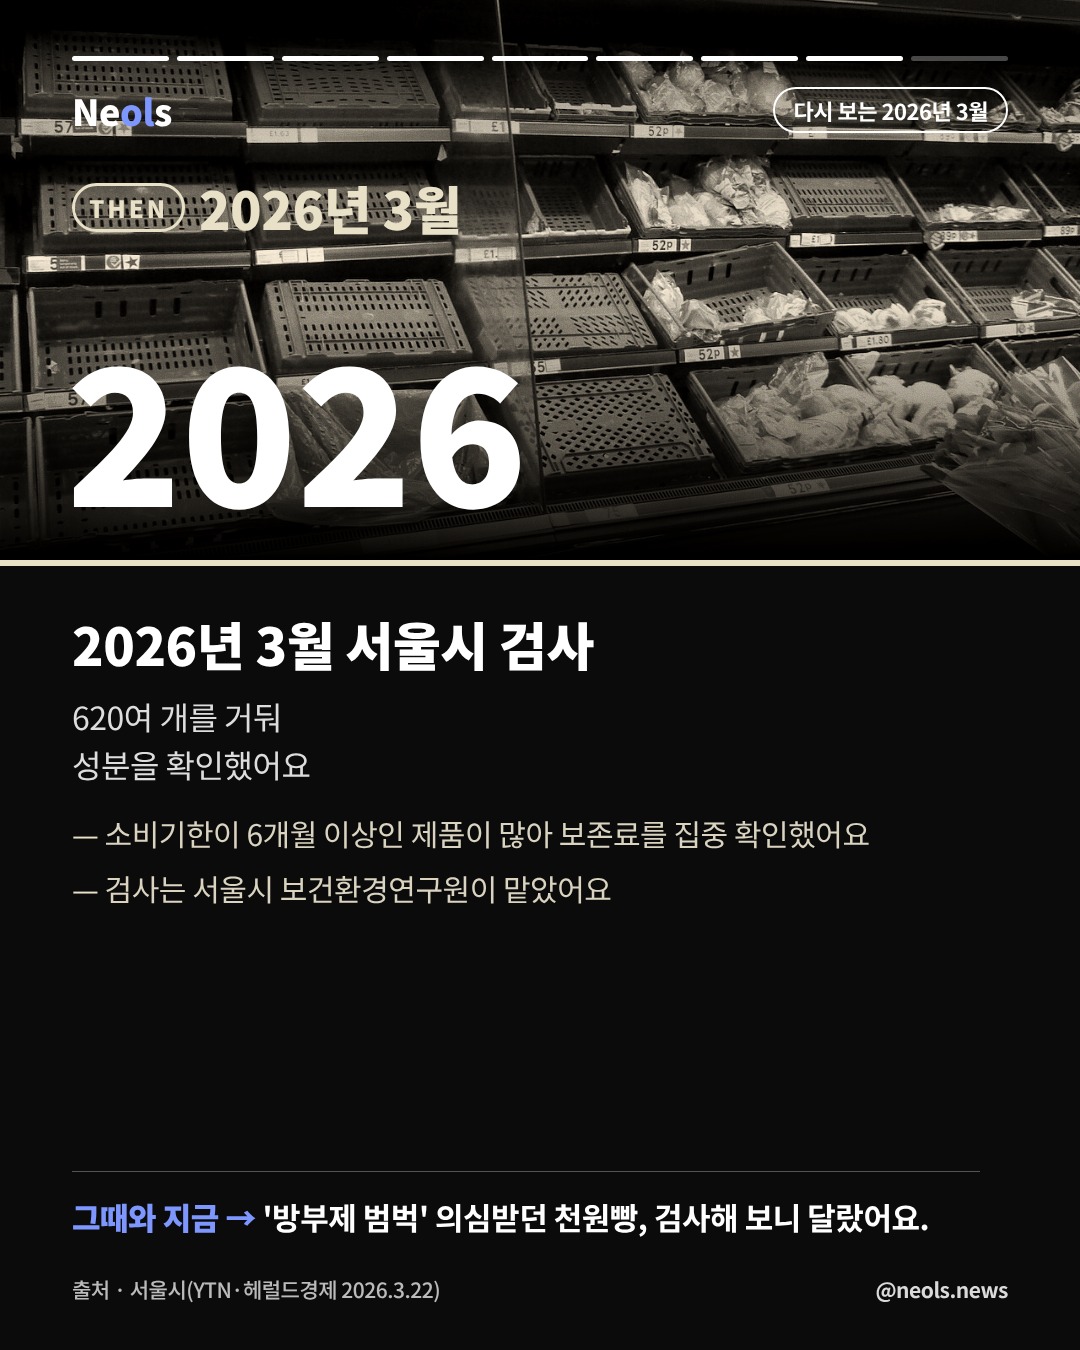 Neols
다시 보는 2026년 3월
THEN 2026년 3월
52p
52p
52p
£1.80
52p
2026
2026년 3월 서울시 검사
620여 개를 거둬
성분을 확인했어요
— 소비기한이 6개월 이상인 제품이 많아 보존료를 집중 확인했어요
— 검사는 서울시 보건환경연구원이 맡았어요
그때와 지금 → '방부제 범벅' 의심받던 천원빵, 검사해 보니 달랐어요.
출처 · 서울시(YTN·헤럴드경제 2026.3.22)
@neols.news